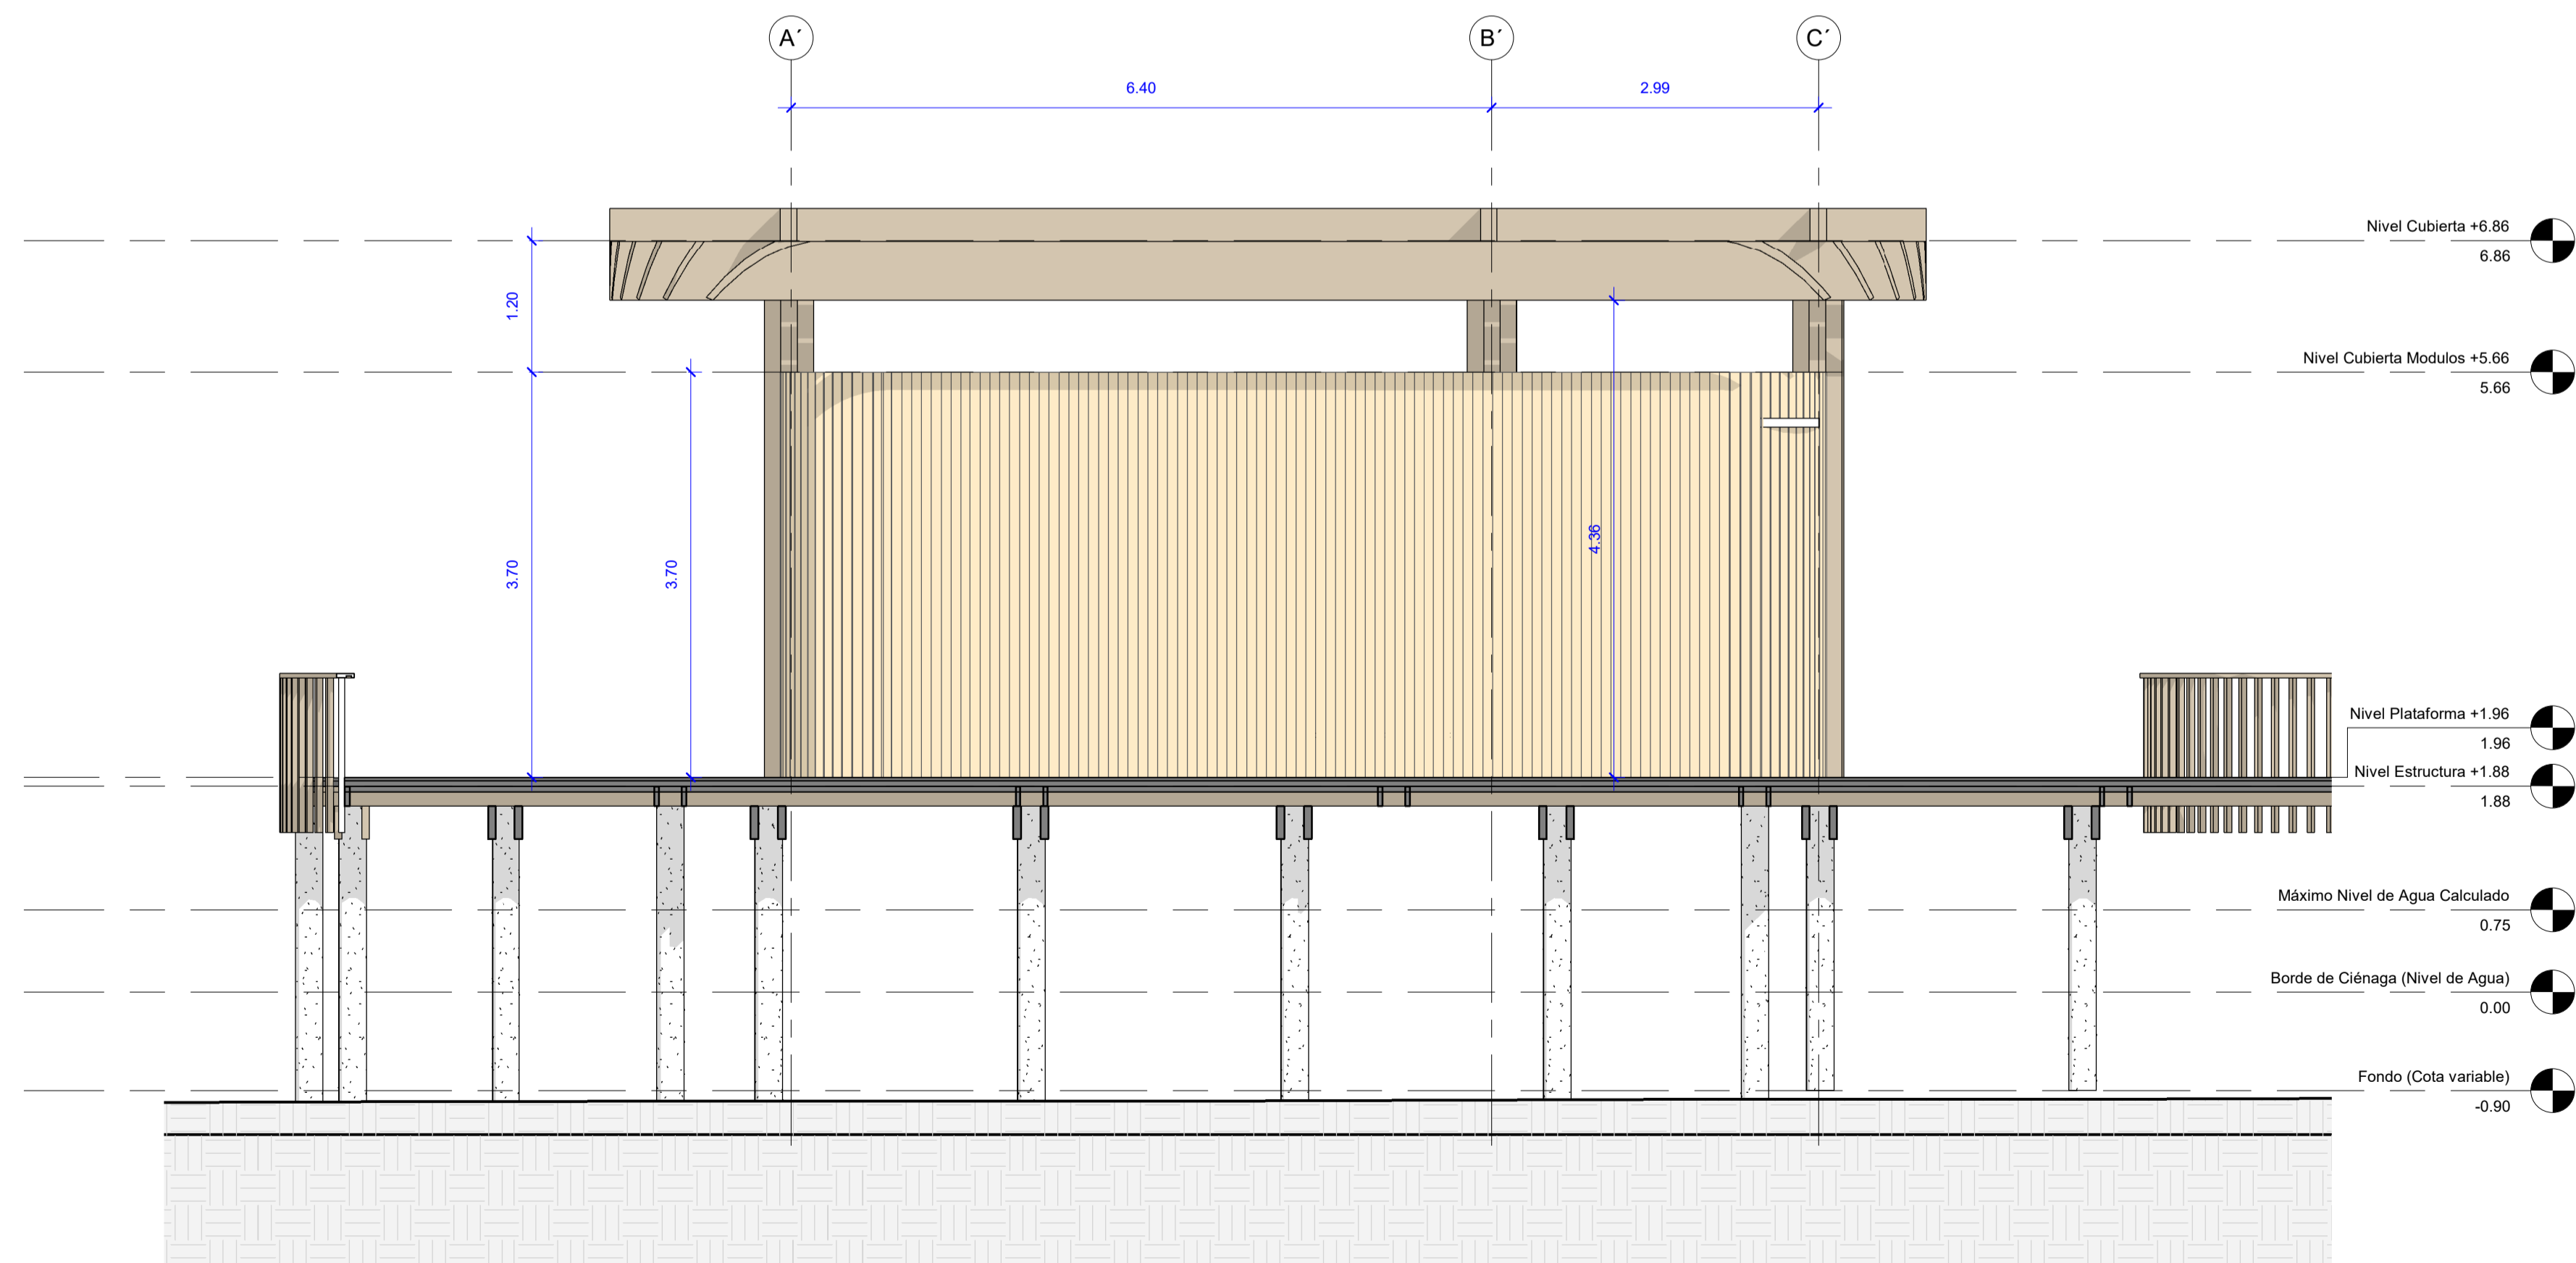 A´
B´
C´
6.40
2.99
Nivel Cubierta +6.86
6.86
1.20
Nivel Cubierta Modulos +5.66
5.66
3.70
3.70
4.36
Nivel Plataforma +1.96
1.96
Nivel Estructura +1.88
1.88
Máximo Nivel de Agua Calculado
0.75
Borde de Ciénaga (Nivel de Agua)
0.00
Fondo (Cota variable)
-0.90